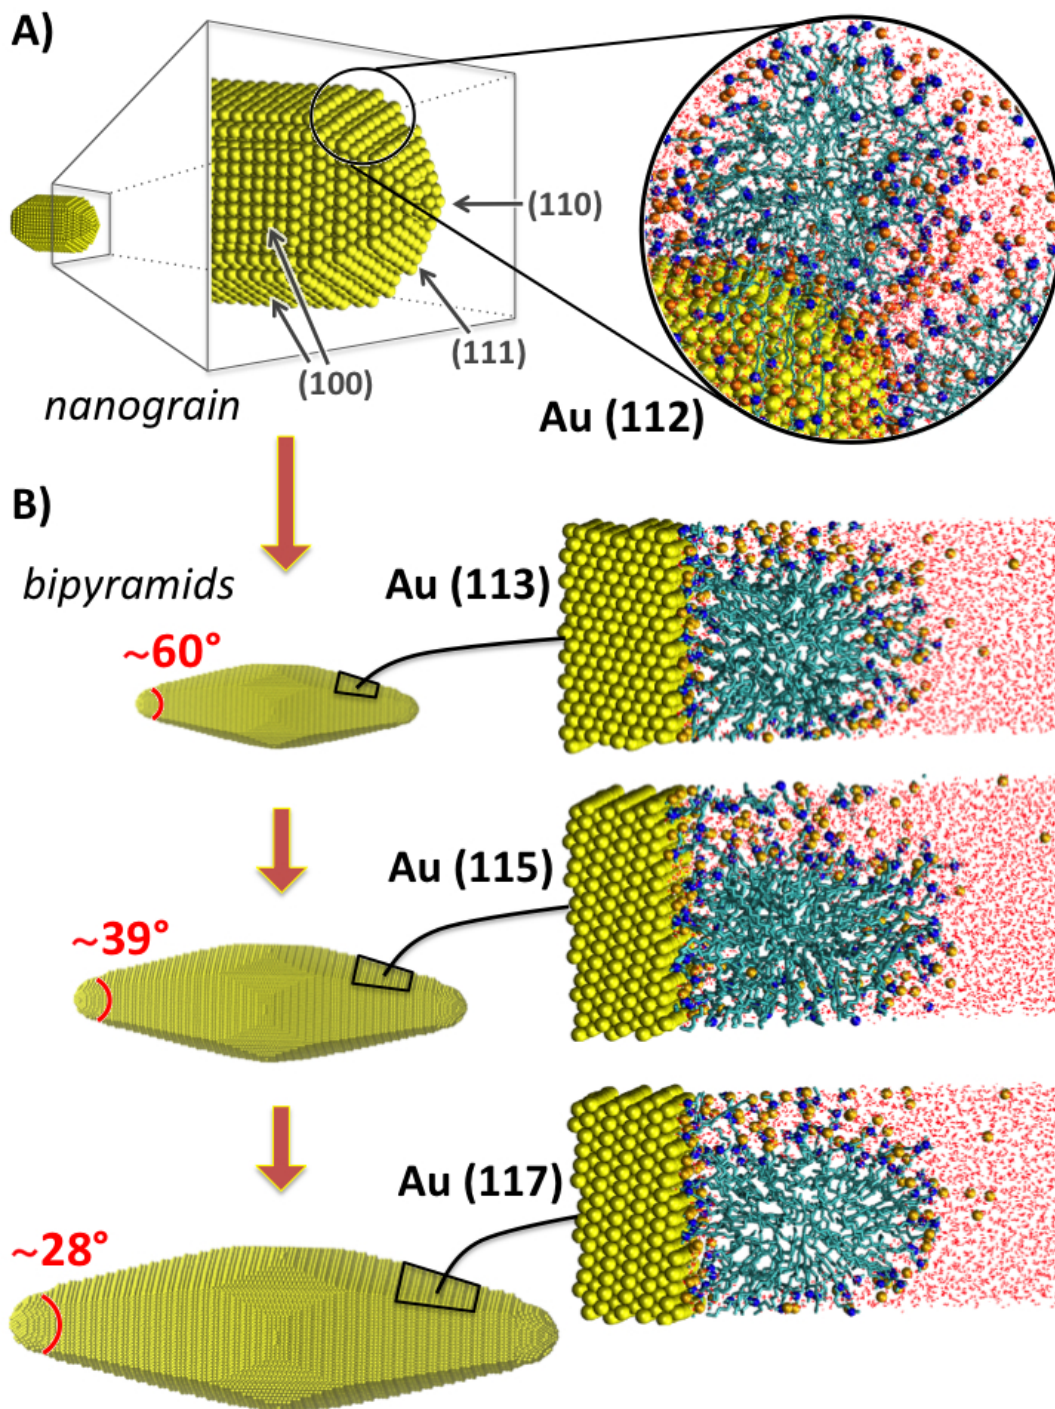 A)
(110)
(111)
(100)
nanograin
Au (112)
B)
bipyramids
Au (113)
~60°
Au (115)
~39°
Au (117)
~28°